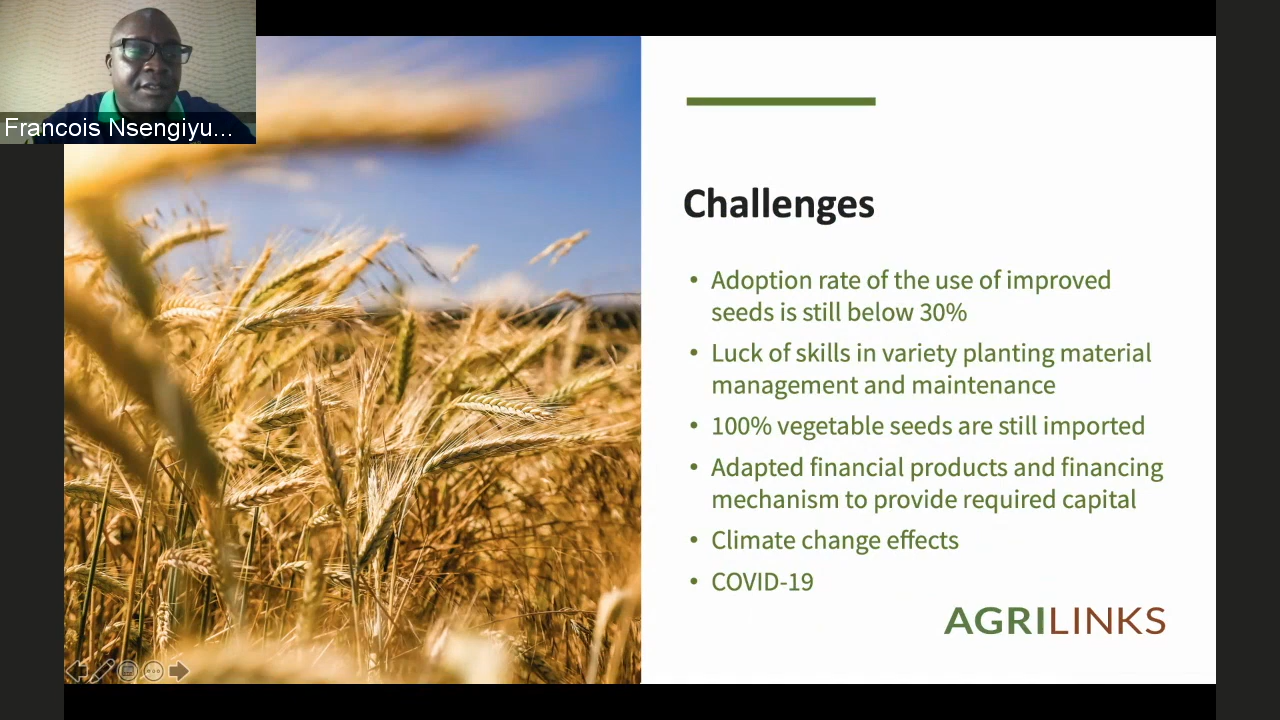 Francois Nsengiyu...
Challenges
• Adoption rate of the use of improved
seeds is still below 30%
• Luck of skills in variety planting material
management and maintenance
• 100% vegetable seeds are still imported
• Adapted financial products and financing
mechanism to provide required capital
• Climate change effects
• COVID-19
AGRILINKS